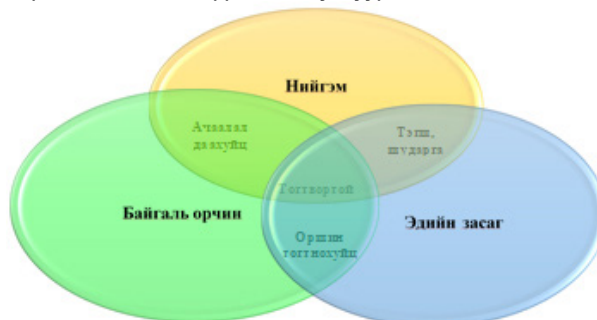 Нийгэм
Ачаалал
даахуйц
Тэгш,
шударга
Тогтвортой
Байгаль орчин
Эдийн засаг
Оршин
тогтнохуйц